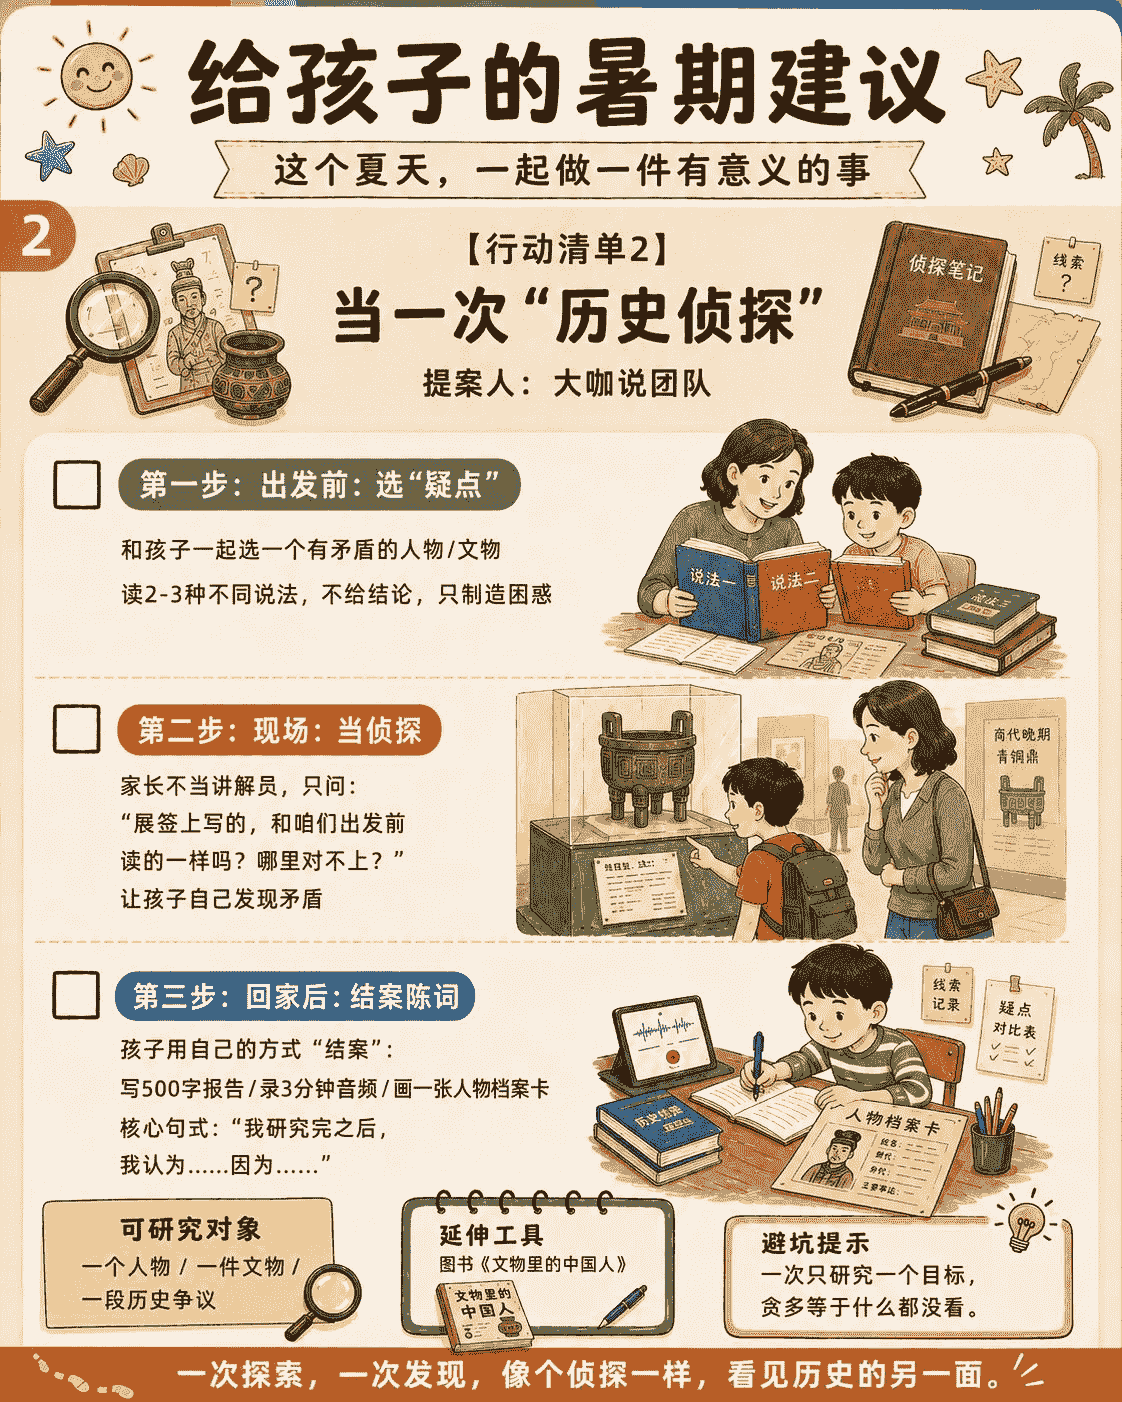 给孩子的暑期建议
这个夏天，一起做一件有意义的事
2
【行动清单2】
当一次“历史侦探”
提案人：大咖说团队
?
侦探笔记
线索
?
第一步：出发前：选“疑点”
和孩子一起选一个有矛盾的人物/文物
读2-3种不同说法，不给结论，只制造困惑
说法一
说法二
第二步：现场：当侦探
家长不当讲解员，只问：
“展签上写的，和咱们出发前
读的一样吗？哪里对不上？”
让孩子自己发现矛盾
商代晚期
青铜鼎
第三步：回家后：结案陈词
孩子用自己的方式“结案”：
写500字报告/录3分钟音频/画一张人物档案卡
核心句式：“我研究完之后，
我认为……因为……”
线索
记录
疑点
对比表
人物档案卡
姓名：
时代：
身份：
主要事迹：
可研究对象
一个人物 / 一件文物 /
一段历史争议
延伸工具
图书《文物里的中国人》
文物里的
中国人
避坑提示
一次只研究一个目标，
贪多等于什么都没看。
一次探索，一次发现，像个侦探一样，看见历史的另一面。